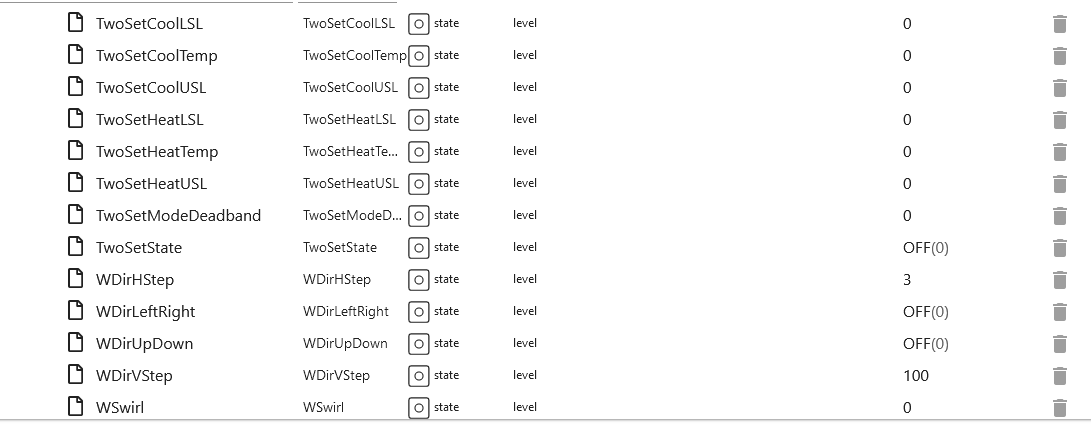 TwoSetCoolLSL TwoSetCoolLSL state level 0
TwoSetCoolTemp TwoSetCoolTemp state level 0
TwoSetCoolUSL TwoSetCoolUSL state level 0
TwoSetHeatLSL TwoSetHeatLSL state level 0
TwoSetHeatTemp TwoSetHeatTe... state level 0
TwoSetHeatUSL TwoSetHeatUSL state level 0
TwoSetModeDeadband TwoSetModeD... state level 0
TwoSetState TwoSetState state level OFF(0)
WDirHStep WDirHStep state level 3
WDirLeftRight WDirLeftRight state level OFF(0)
WDirUpDown WDirUpDown state level OFF(0)
WDirVStep WDirVStep state level 100
WSwirl WSwirl state level 0